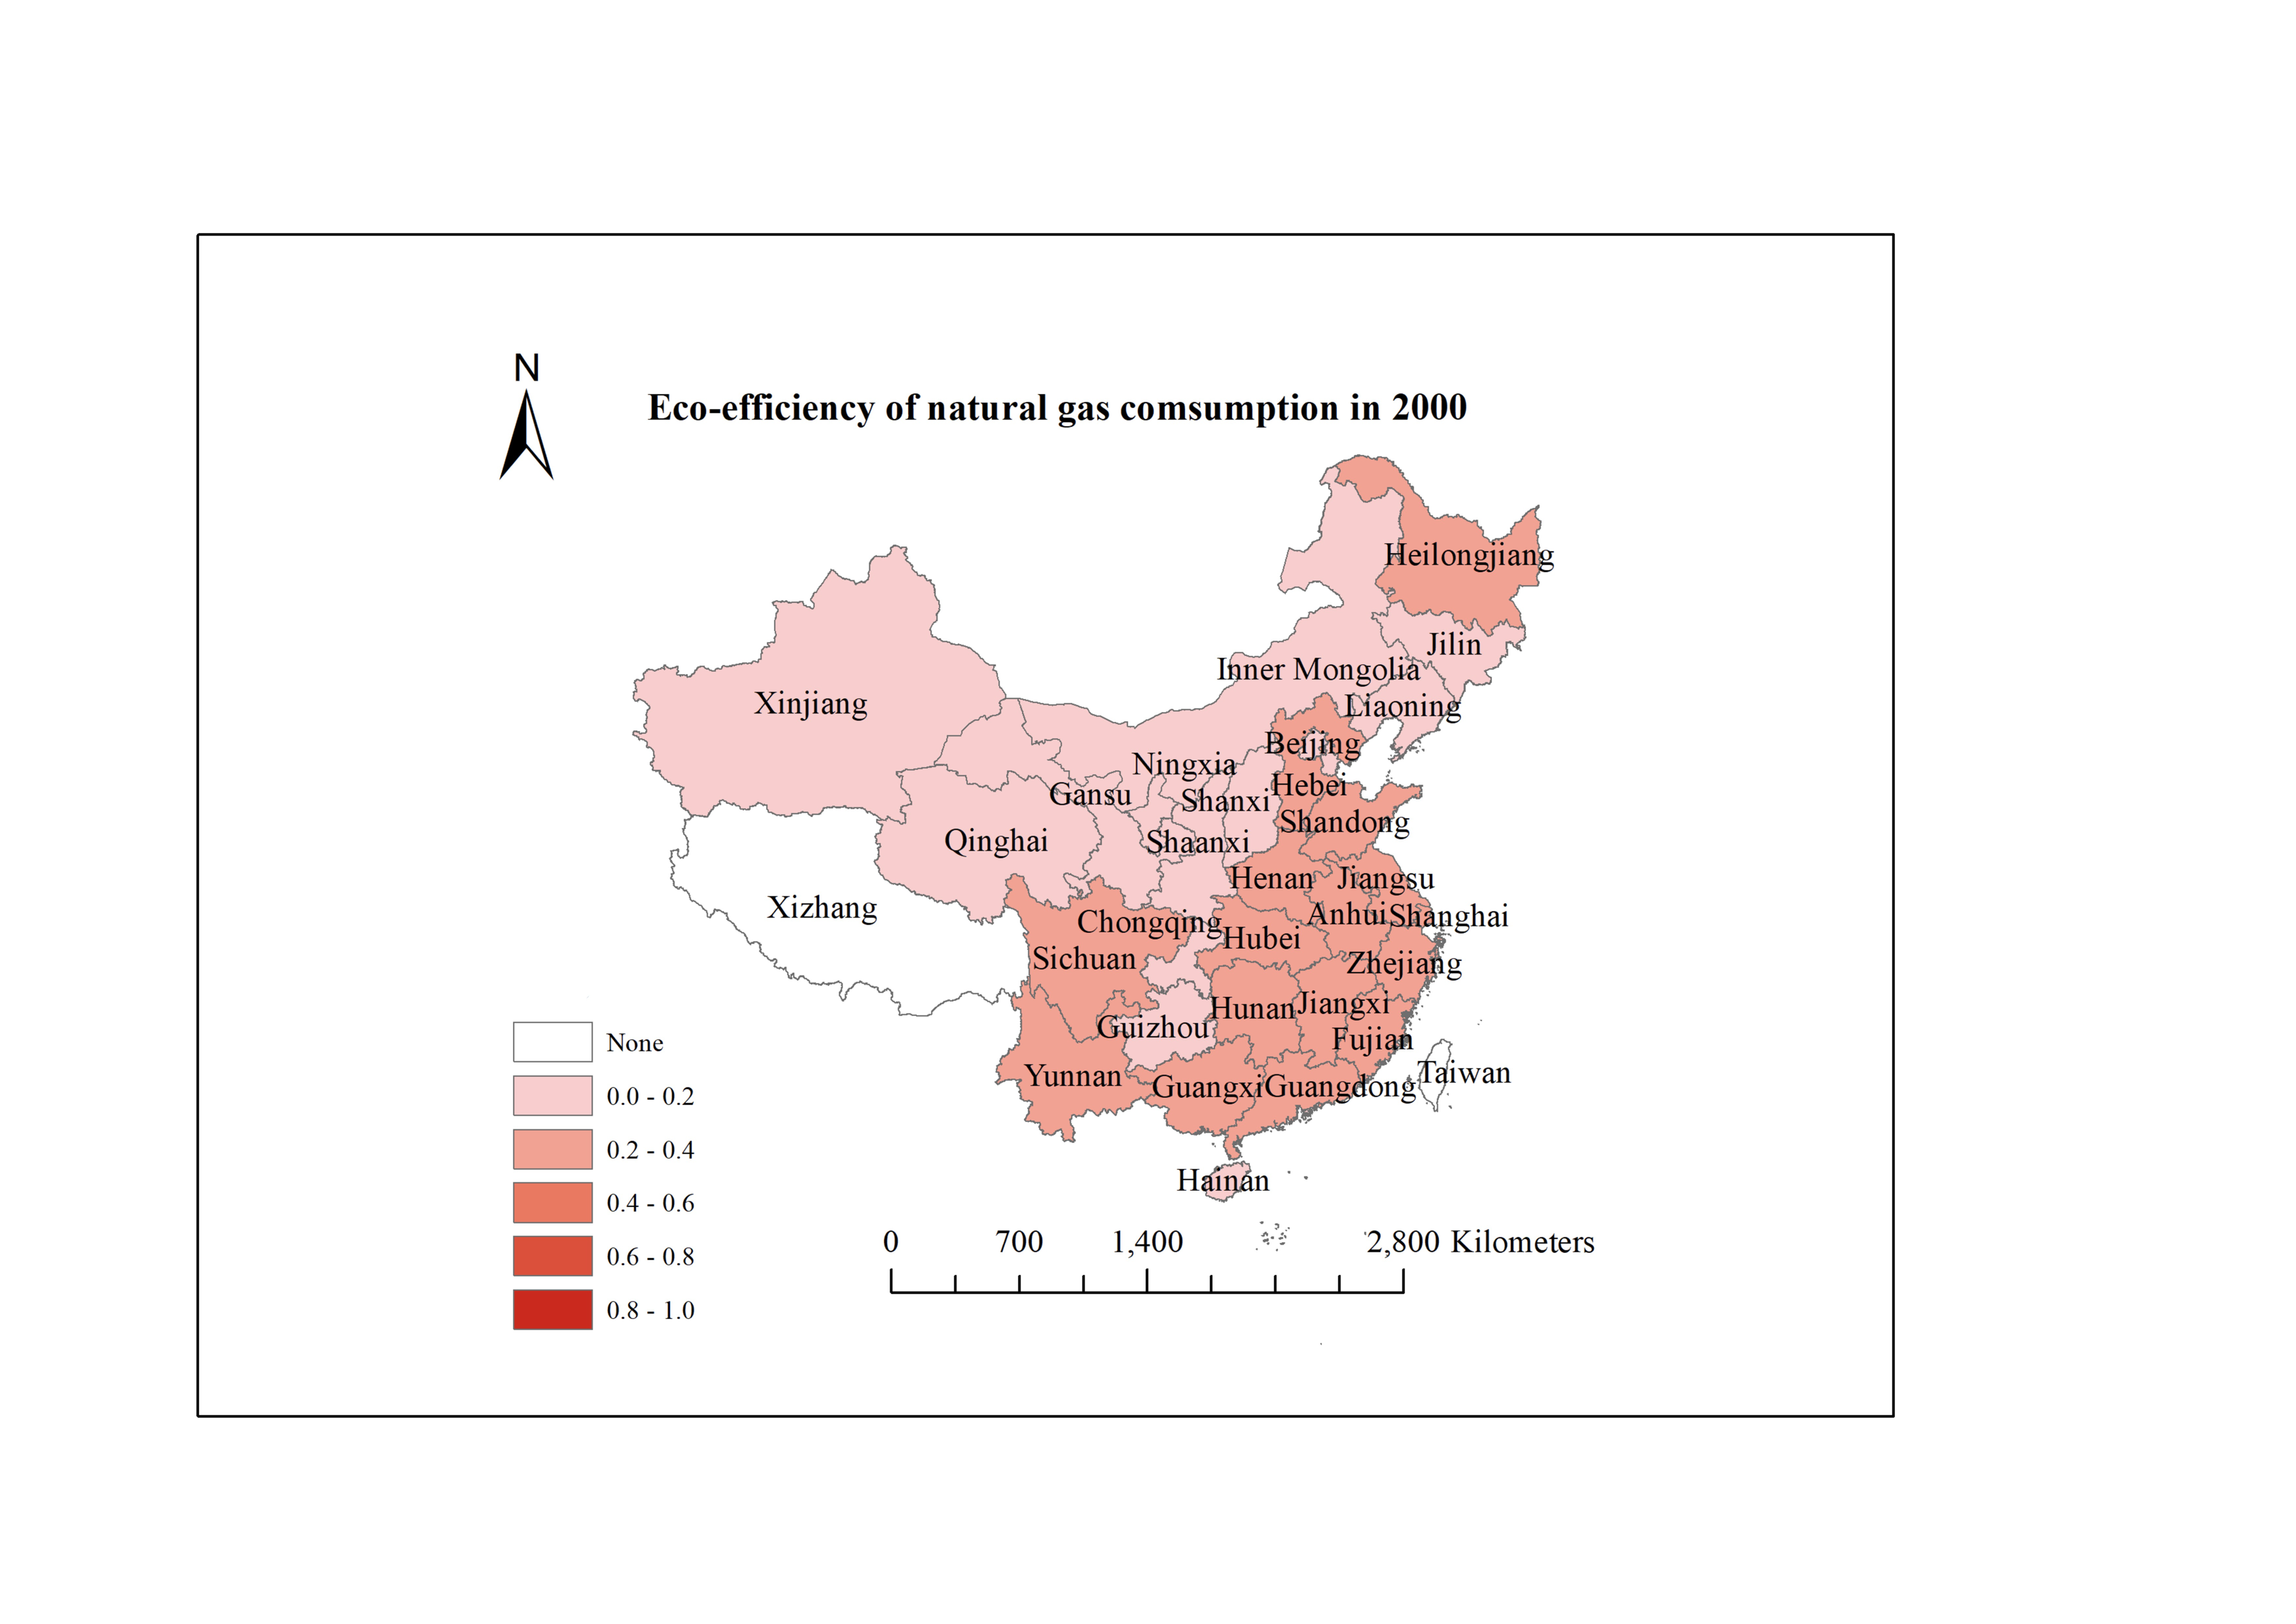 N
Eco-efficiency of natural gas comsumption in 2000
Heilongjiang
Jilin
Inner Mongolia
Xinjiang
Liaoning
Beijing
Ningxia
Hebei
Gansu
Shanxi
Shandong
Qinghai
Shaanxi
Henan
Jiangsu
Xizhang
Anhui
Shanghai
Chongqing
Hubei
Sichuan
Zhejiang
Hunan
Jiangxi
Guizhou
Fujian
Yunnan
Guangxi
Guangdong
Taiwan
Hainan
None
0.0 - 0.2
0.2 - 0.4
0.4 - 0.6
0.6 - 0.8
0.8 - 1.0
0 700 1,400 2,800 Kilometers